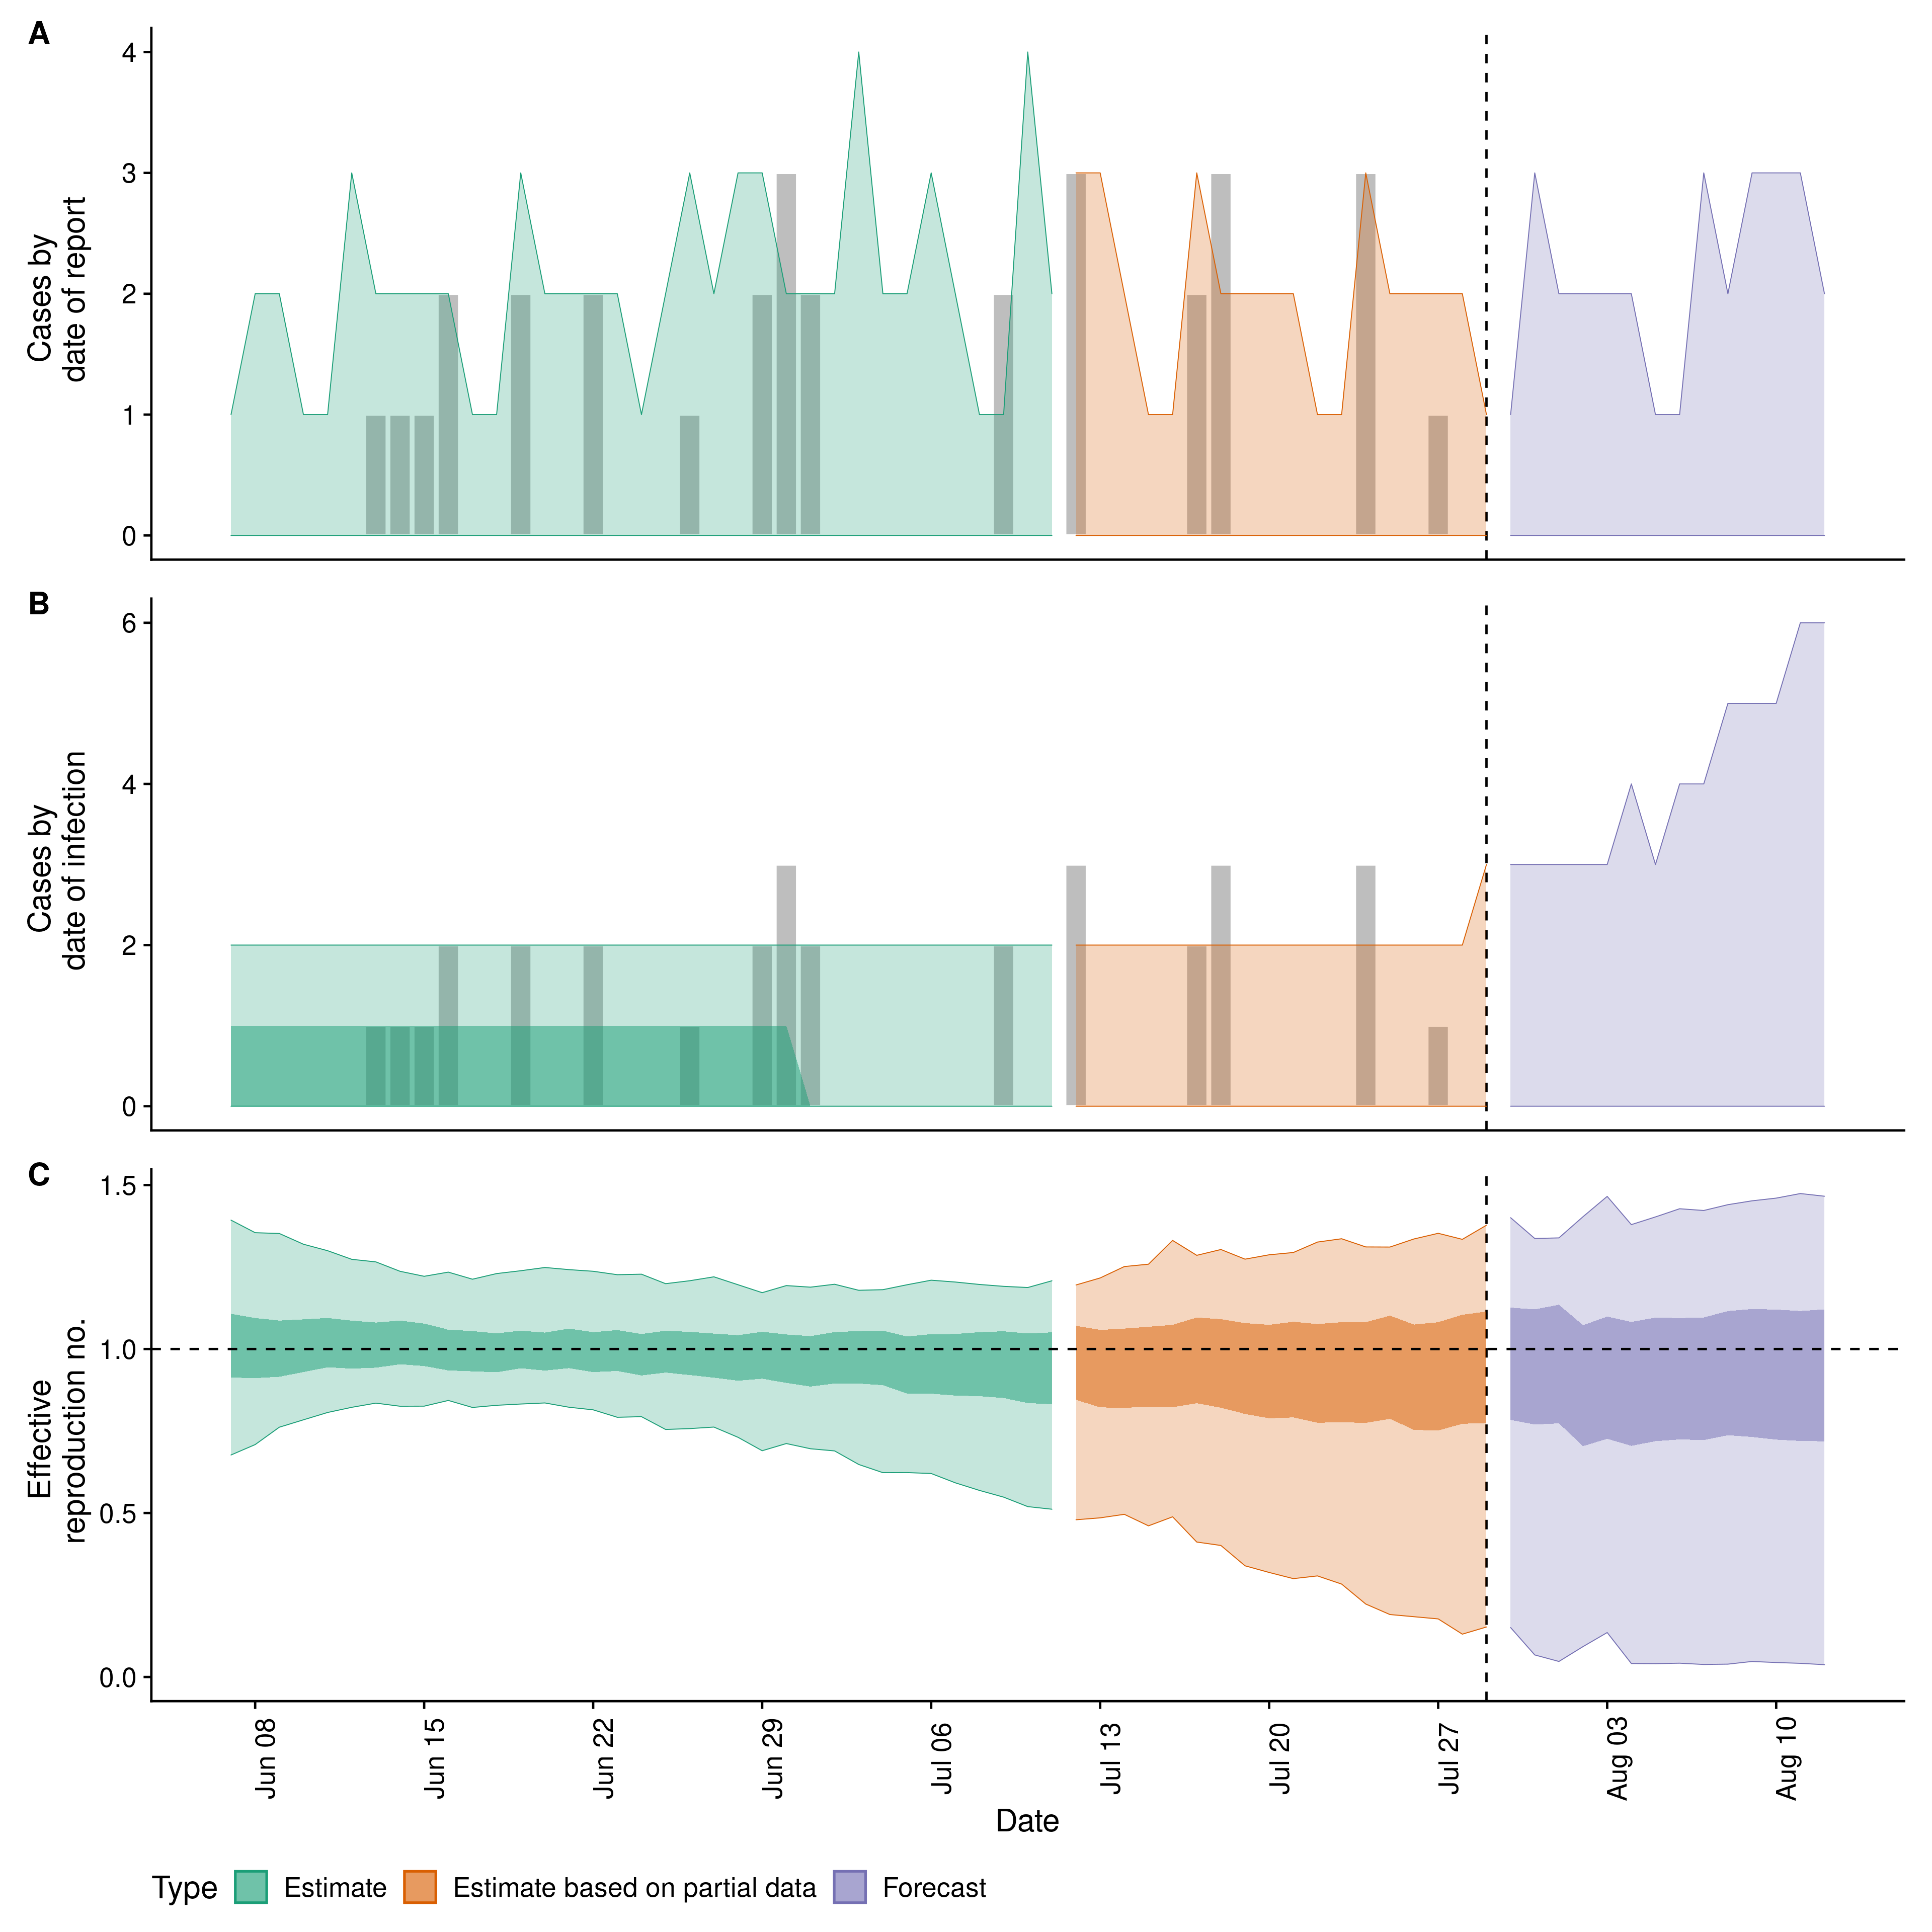 A
4
3
2
1
0
Cases by
date of report
B
6
4
2
0
Cases by
date of infection
C
1.5
1.0
0.5
0.0
Effective
reproduction no.
Jun 08
Jun 15
Jun 22
Jun 29
Jul 06
Jul 13
Jul 20
Jul 27
Aug 03
Aug 10
Date
Type Estimate Estimate based on partial data Forecast